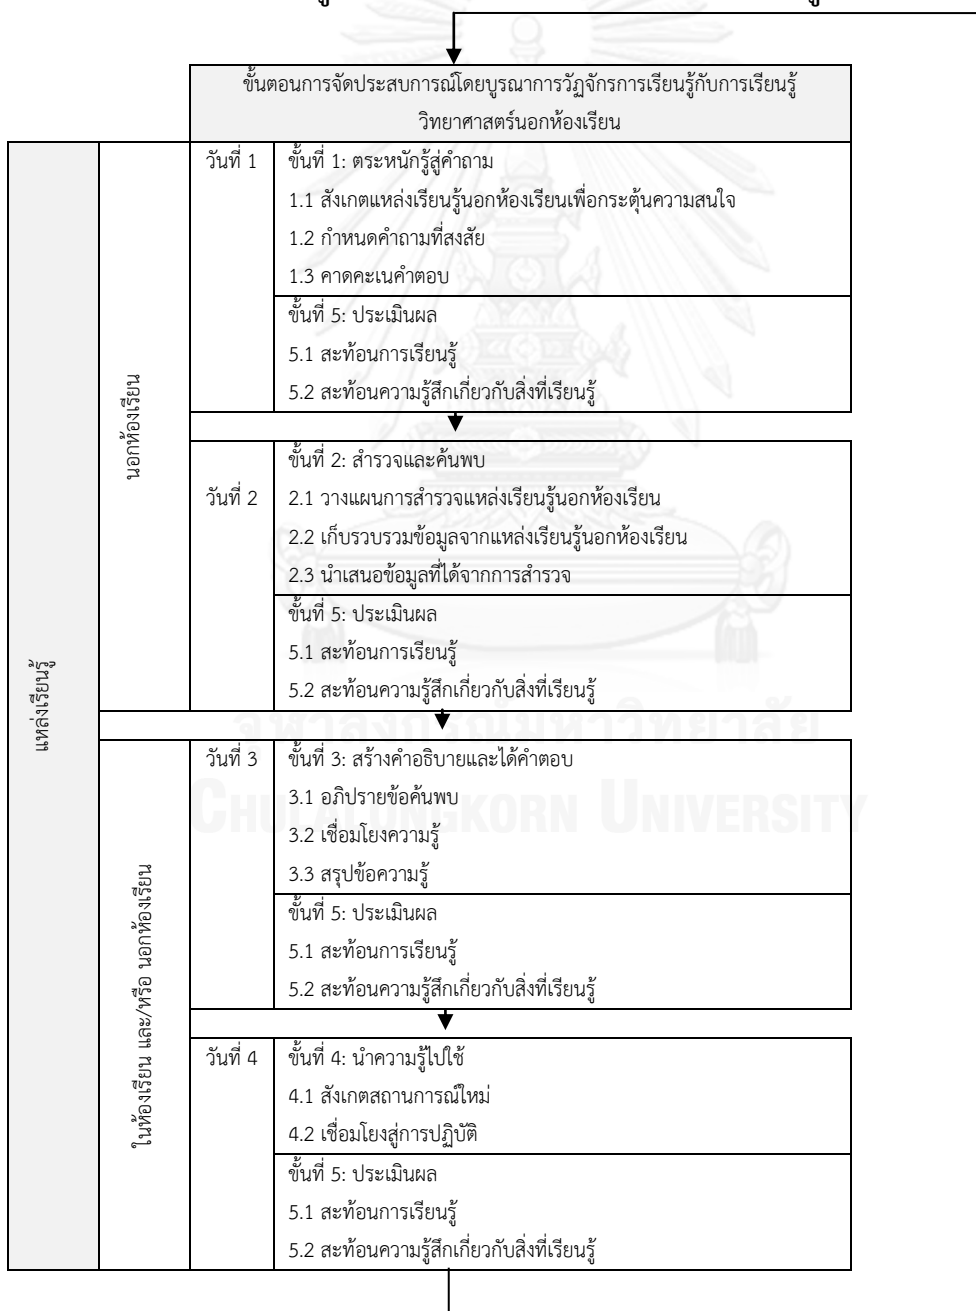 ขั้นตอนการจัดประสบการณ์โดยบูรณาการวัฏจักรการเรียนรู้กับการเรียนรู้
วิทยาศาสตร์นอกห้องเรียน
แหล่งเรียนรู้
นอกห้องเรียน
วันที่ 1
ขั้นที่ 1: ตระหนักรู้สู่คำถาม
1.1 สังเกตแหล่งเรียนรู้นอกห้องเรียนเพื่อกระตุ้นความสนใจ
1.2 กำหนดคำถามที่สงสัย
1.3 คาดคะเนคำตอบ
ขั้นที่ 5: ประเมินผล
5.1 สะท้อนการเรียนรู้
5.2 สะท้อนความรู้สึกเกี่ยวกับสิ่งที่เรียนรู้
วันที่ 2
ขั้นที่ 2: สำรวจและค้นพบ
2.1 วางแผนการสำรวจแหล่งเรียนรู้นอกห้องเรียน
2.2 เก็บรวบรวมข้อมูลจากแหล่งเรียนรู้นอกห้องเรียน
2.3 นำเสนอข้อมูลที่ได้จากการสำรวจ
ขั้นที่ 5: ประเมินผล
5.1 สะท้อนการเรียนรู้
5.2 สะท้อนความรู้สึกเกี่ยวกับสิ่งที่เรียนรู้
จุฬาลงกรณ์มหาวิทยาลัย
CHULALONGKORN UNIVERSITY
ในห้องเรียน และ/หรือ นอกห้องเรียน
วันที่ 3
ขั้นที่ 3: สร้างคำอธิบายและได้คำตอบ
3.1 อภิปรายข้อค้นพบ
3.2 เชื่อมโยงความรู้
3.3 สรุปข้อความรู้
ขั้นที่ 5: ประเมินผล
5.1 สะท้อนการเรียนรู้
5.2 สะท้อนความรู้สึกเกี่ยวกับสิ่งที่เรียนรู้
วันที่ 4
ขั้นที่ 4: นำความรู้ไปใช้
4.1 สังเกตสถานการณ์ใหม่
4.2 เชื่อมโยงสู่การปฏิบัติ
ขั้นที่ 5: ประเมินผล
5.1 สะท้อนการเรียนรู้
5.2 สะท้อนความรู้สึกเกี่ยวกับสิ่งที่เรียนรู้